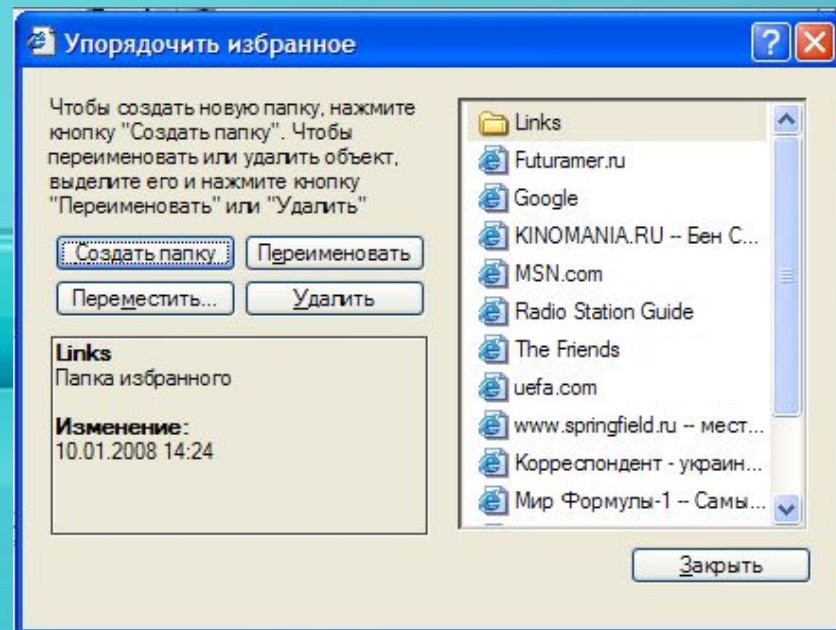 Упорядочить избранное
Чтобы создать новую папку, нажмите
кнопку "Создать папку". Чтобы
переименовать или удалить объект,
выделите его и нажмите кнопку
"Переименовать" или "Удалить"
Создать папку
Переименовать
Переместить...
Удалить
Links
Папка избранного
Изменение:
10.01.2008 14:24
Links
Futuramer.ru
Google
KINOMANIA.RU -- Бен С...
MSN.com
Radio Station Guide
The Friends
uefa.com
www.springfield.ru -- мест...
Корреспондент - украин...
Мир Формулы-1 -- Самы...
Закрыть